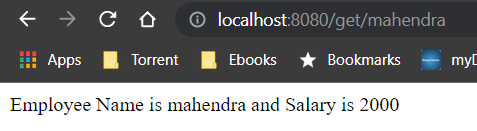 localhost:8080/get/mahendra
Apps Torrent Ebooks Bookmarks myD
Employee Name is mahendra and Salary is 2000